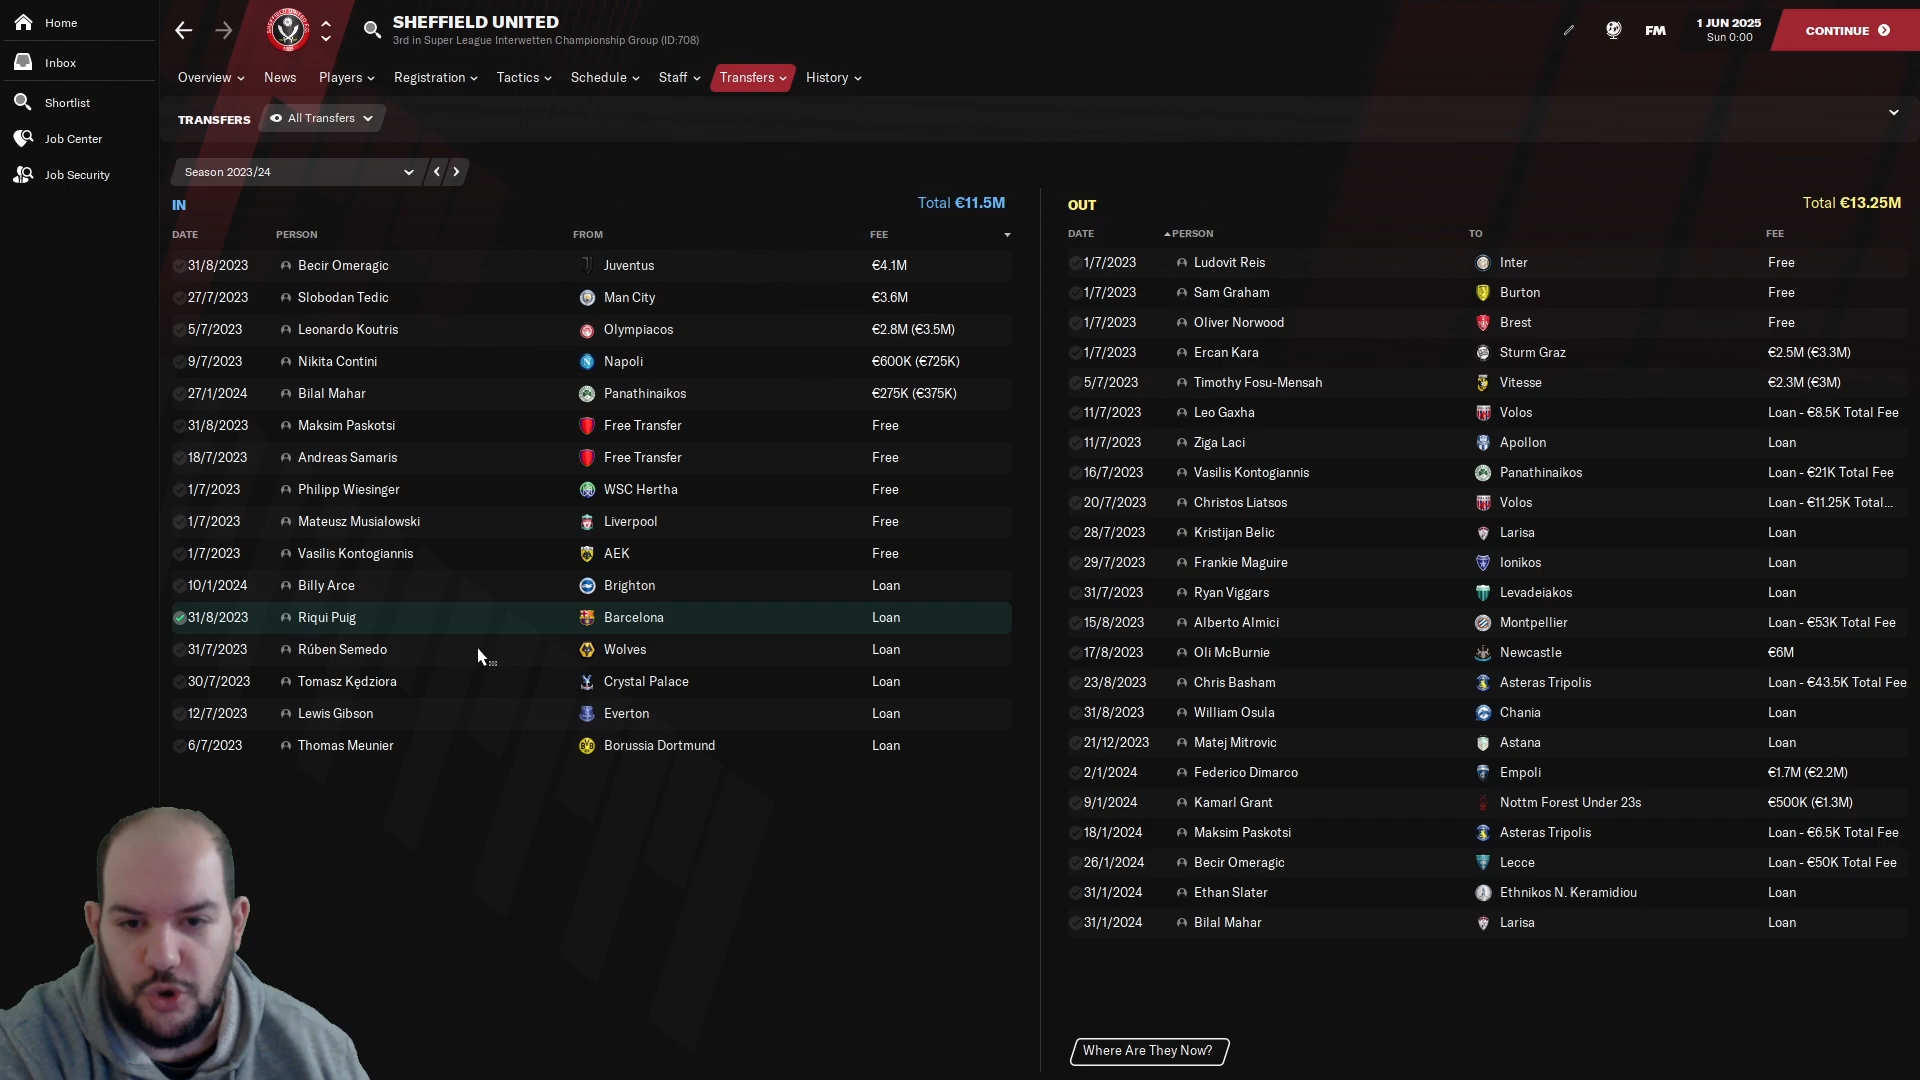 Home
Inbox
Shortlist
Job Center
Job Security
SHEFFIELD UNITED
3rd in Super League Interwetten Championship Group (ID:708)
FM
1 JUN 2025
Sun 0:00
CONTINUE
Overview News Players Registration Tactics Schedule Staff Transfers History
TRANSFERS All Transfers
Season 2023/24
IN Total €11.5M
DATE PERSON FROM FEE
31/8/2023 Becir Omeragic Juventus €4.1M
27/7/2023 Slobodan Tedic Man City €3.6M
5/7/2023 Leonardo Koutris Olympiacos €2.8M (€3.5M)
9/7/2023 Nikita Contini Napoli €600K (€725K)
27/1/2024 Bilal Mahar Panathinaikos €275K (€375K)
31/8/2023 Maksim Paskotsi Free Transfer Free
18/7/2023 Andreas Samaris Free Transfer Free
1/7/2023 Philipp Wiesinger WSC Hertha Free
1/7/2023 Mateusz Musialowski Liverpool Free
1/7/2023 Vasilis Kontogiannis AEK Free
10/1/2024 Billy Arce Brighton Loan
31/8/2023 Riqui Puig Barcelona Loan
31/7/2023 Rúben Semedo Wolves Loan
30/7/2023 Tomasz Kędziora Crystal Palace Loan
12/7/2023 Lewis Gibson Everton Loan
6/7/2023 Thomas Meunier Borussia Dortmund Loan
OUT Total €13.25M
DATE PERSON TO FEE
1/7/2023 Ludovit Reis Inter Free
1/7/2023 Sam Graham Burton Free
1/7/2023 Oliver Norwood Brest Free
1/7/2023 Ercan Kara Sturm Graz €2.5M (€3.3M)
5/7/2023 Timothy Fosu-Mensah Vitesse €2.3M (€3M)
11/7/2023 Leo Gaxha Volos Loan - €8.5K Total Fee
11/7/2023 Ziga Laci Apollon Loan
16/7/2023 Vasilis Kontogiannis Panathinaikos Loan - €21K Total Fee
20/7/2023 Christos Liatsos Volos Loan - €11.25K Total...
28/7/2023 Kristijan Belic Larisa Loan
29/7/2023 Frankie Maguire Ionikos Loan
31/7/2023 Ryan Viggars Levadeiakos Loan
15/8/2023 Alberto Almici Montpellier Loan - €53K Total Fee
17/8/2023 Oli McBurnie Newcastle €6M
23/8/2023 Chris Basham Asteras Tripolis Loan - €43.5K Total Fee
31/8/2023 William Osula Chania Loan
21/12/2023 Matej Mitrovic Astana Loan
2/1/2024 Federico Dimarco Empoli €1.7M (€2.2M)
9/1/2024 Kamarl Grant Nottm Forest Under 23s €500K (€1.3M)
18/1/2024 Maksim Paskotsi Asteras Tripolis Loan - €6.5K Total Fee
26/1/2024 Becir Omeragic Lecce Loan - €50K Total Fee
31/1/2024 Ethan Slater Ethnikos N. Keramidiou Loan
31/1/2024 Bilal Mahar Larisa Loan
Where Are They Now?